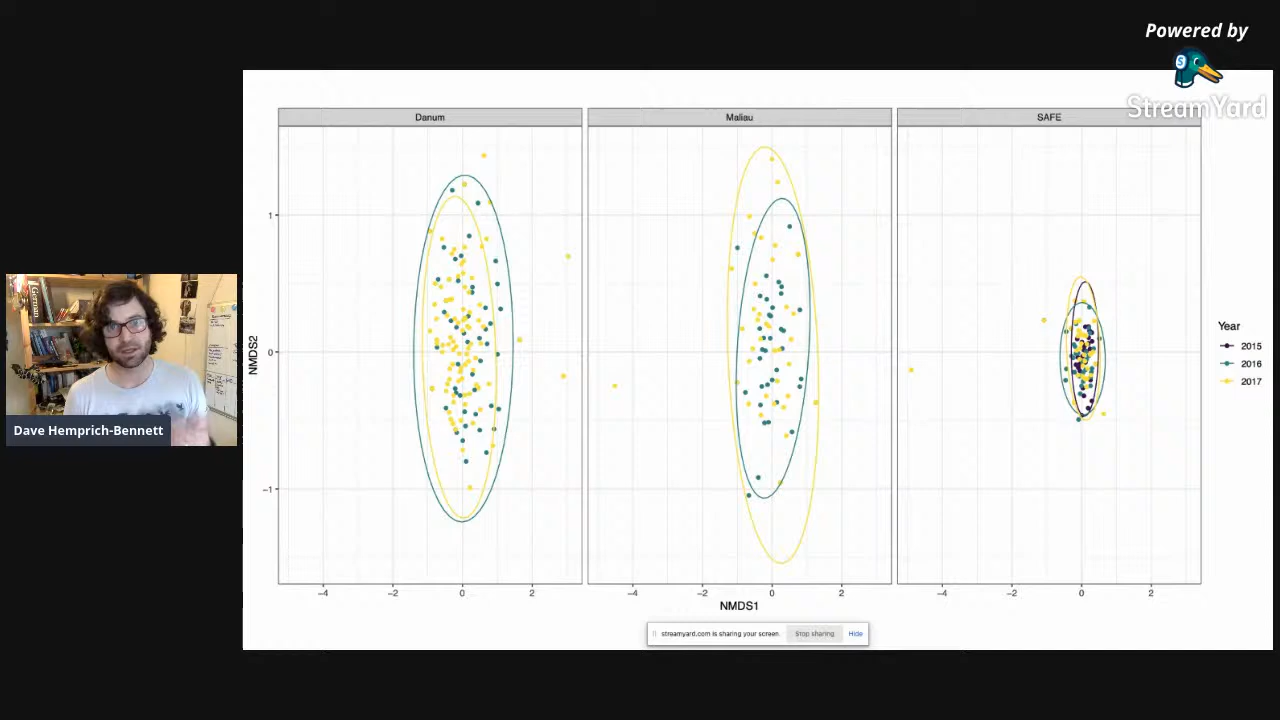 Powered by
StreamYard
Danum
Maliau
SAFE
1
0
−1
NMDS2
−4
−2
0
2
−4
−2
0
2
−4
−2
0
2
NMDS1
Year
2015
2016
2017
German
Dave Hemprich-Bennett
streamyard.com is sharing your screen.
Stop sharing
Hide